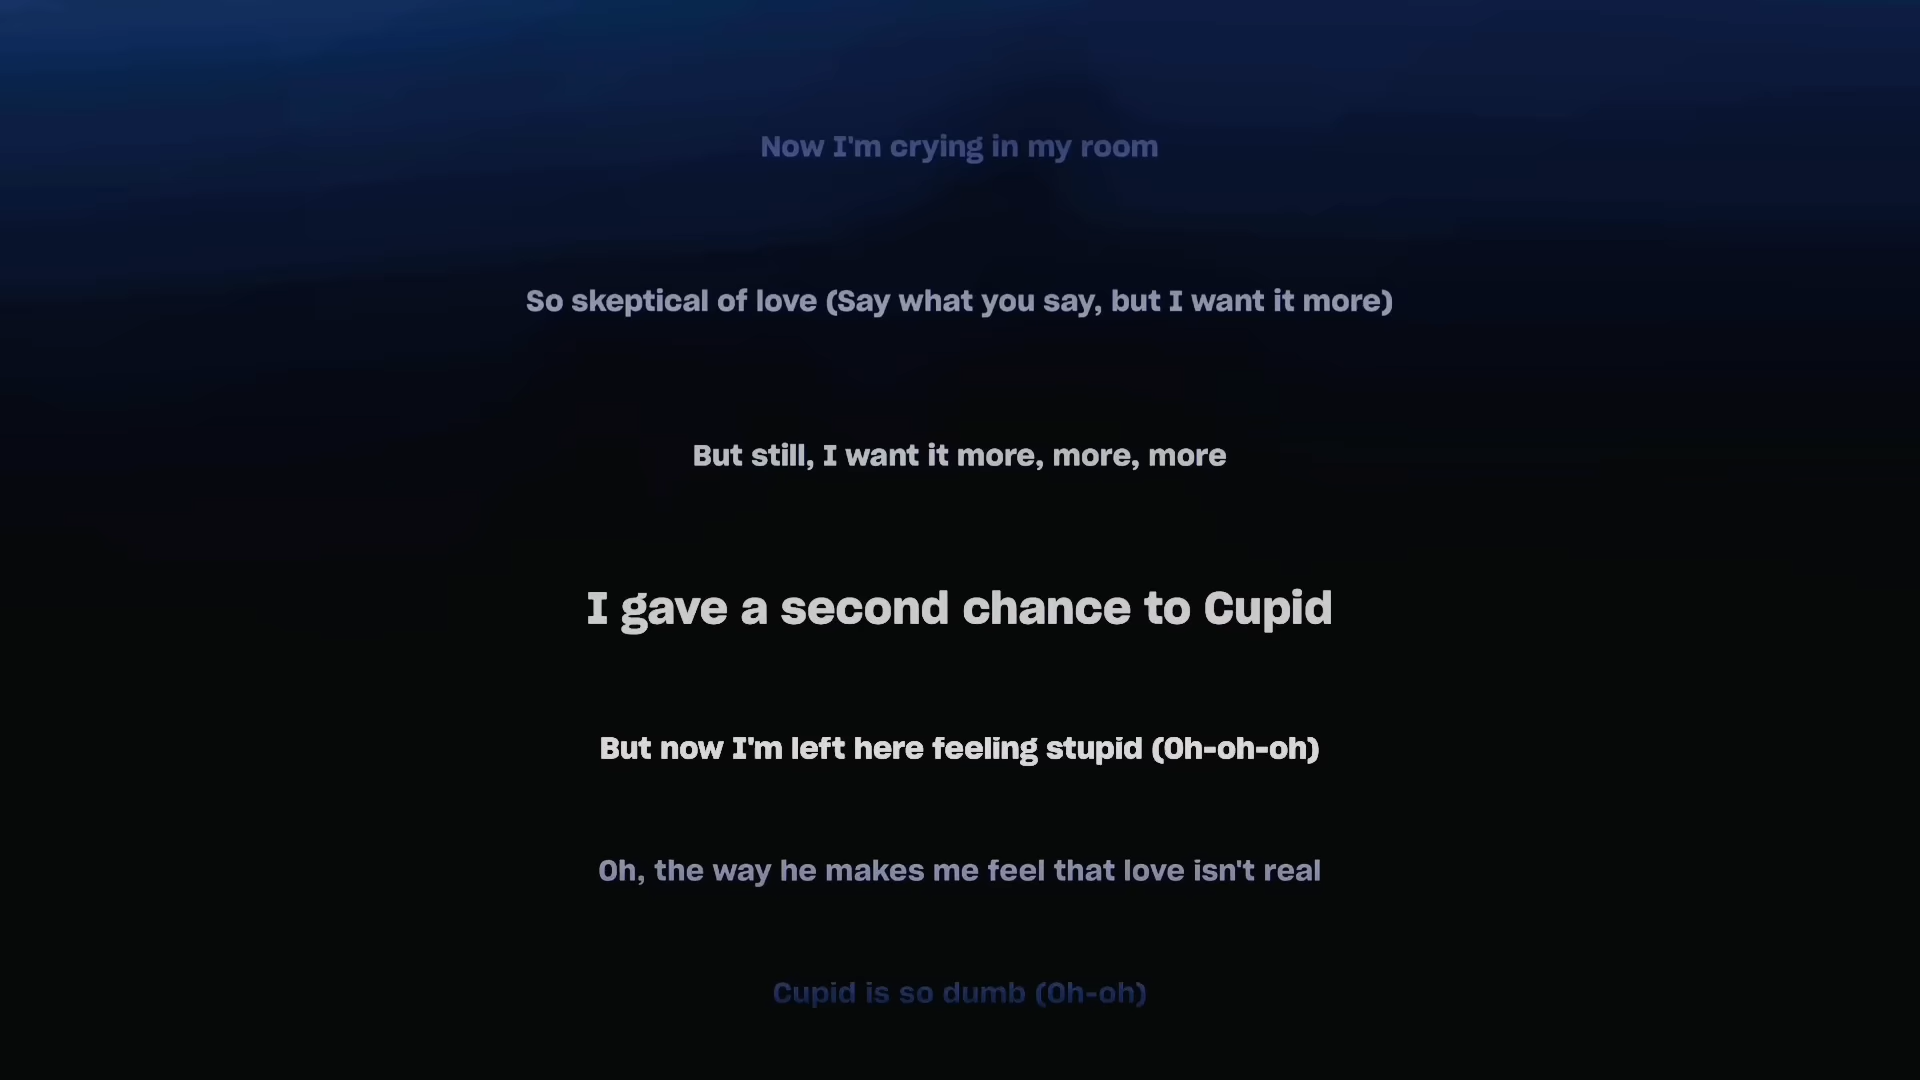 Now I'm crying in my room
So skeptical of love (Say what you say, but I want it more)
But still, I want it more, more, more
I gave a second chance to Cupid
But now I'm left here feeling stupid (Oh-oh-oh)
Oh, the way he makes me feel that love isn't real
Cupid is so dumb (Oh-oh)